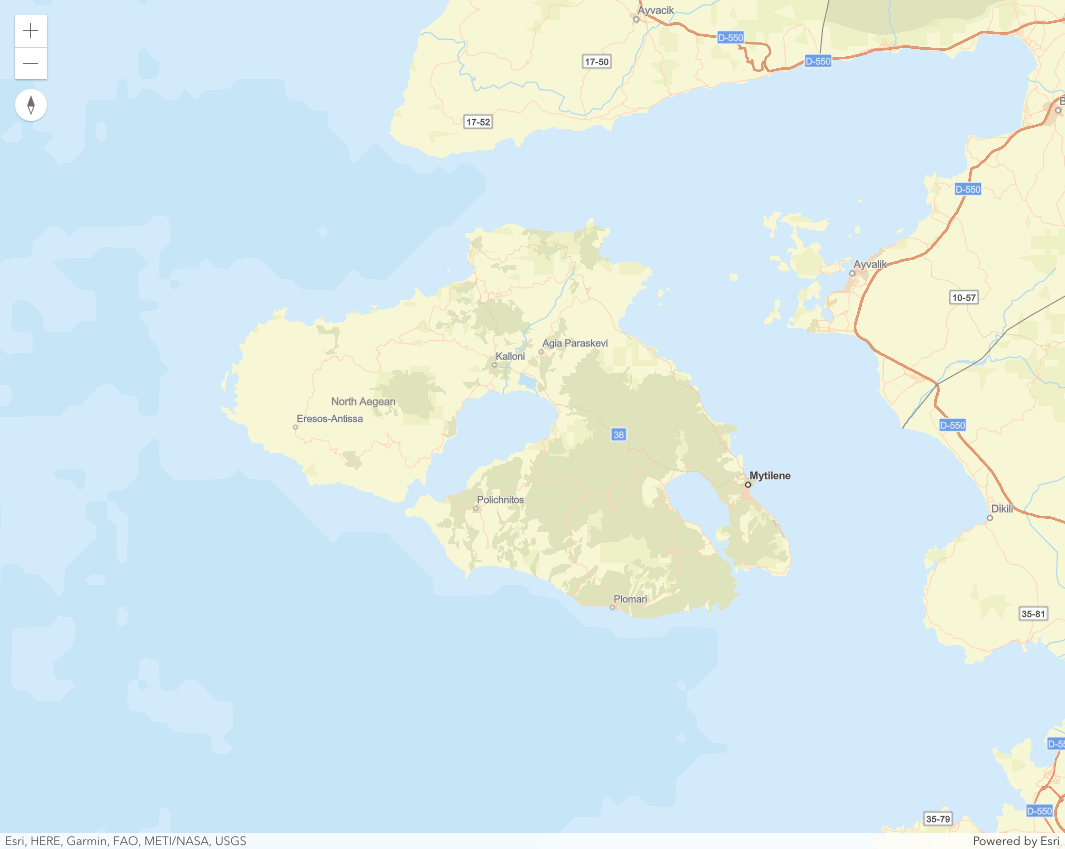 Ayvacik
D-550
17-50
D-550
17-52
D-550
Ayvalik
10-57
Agia Paraskevi
Kalloni
North Aegean
Eresos-Antissa
D-550
36
Mytilene
Polichnitos
Dikili
Plomari
35-81
D-550
35-79
Esri, HERE, Garmin, FAO, METI/NASA, USGS
Powered by Esri